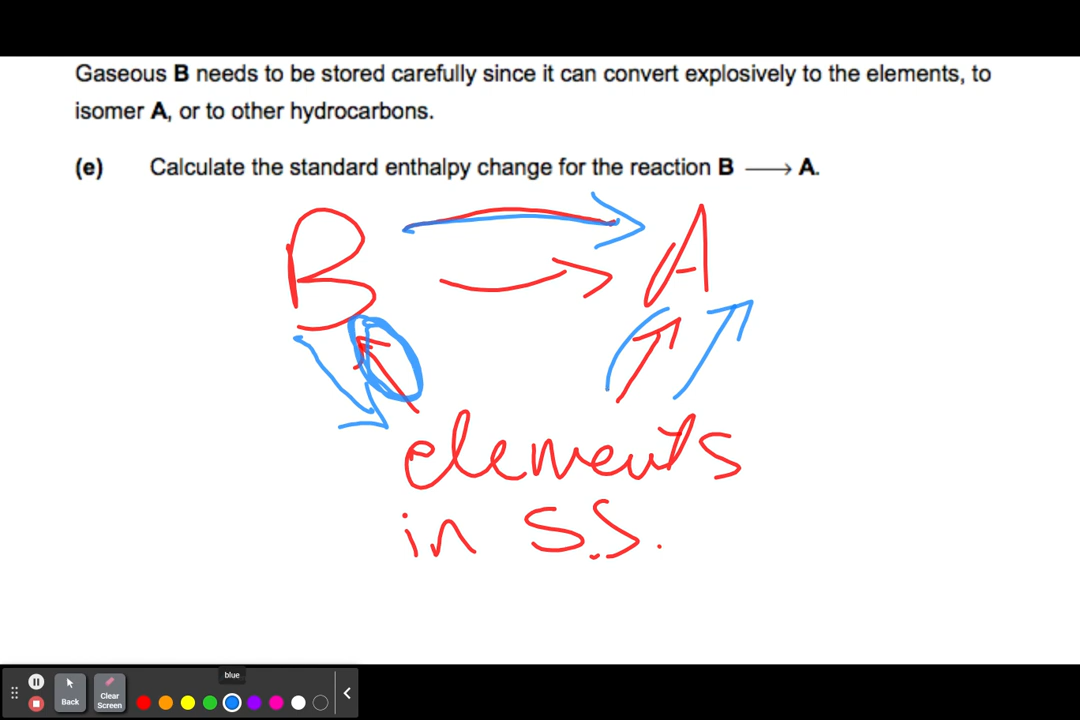 Gaseous B needs to be stored carefully since it can convert explosively to the elements, to
isomer A, or to other hydrocarbons.
(e) Calculate the standard enthalpy change for the reaction B ⟶ A.
B → A
elements
in S.S.
blue
Back
Clear
Screen